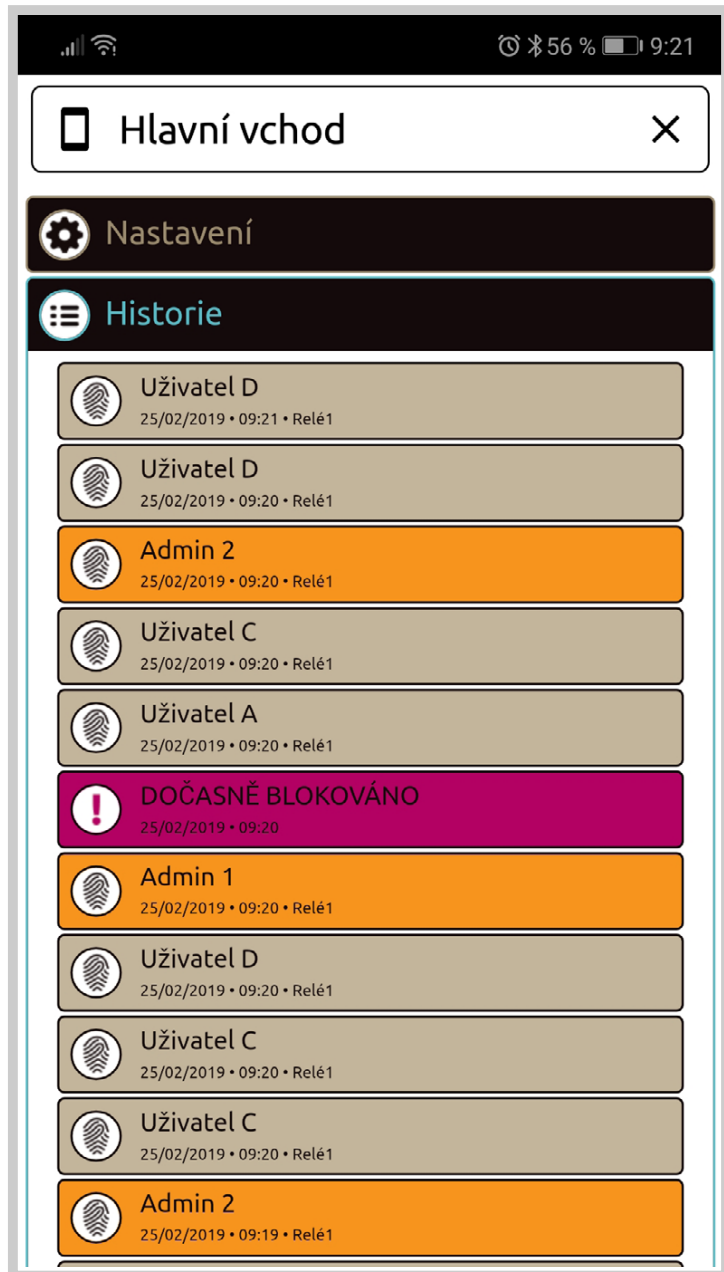 56 % 9:21
Hlavní vchod
Nastavení
Historie
Uživatel D
25/02/2019 • 09:21 • Relé1
Uživatel D
25/02/2019 • 09:20 • Relé1
Admin 2
25/02/2019 • 09:20 • Relé1
Uživatel C
25/02/2019 • 09:20 • Relé1
Uživatel A
25/02/2019 • 09:20 • Relé1
DOČASNĚ BLOKOVÁNO
25/02/2019 • 09:20
Admin 1
25/02/2019 • 09:20 • Relé1
Uživatel D
25/02/2019 • 09:20 • Relé1
Uživatel C
25/02/2019 • 09:20 • Relé1
Uživatel C
25/02/2019 • 09:20 • Relé1
Admin 2
25/02/2019 • 09:19 • Relé1